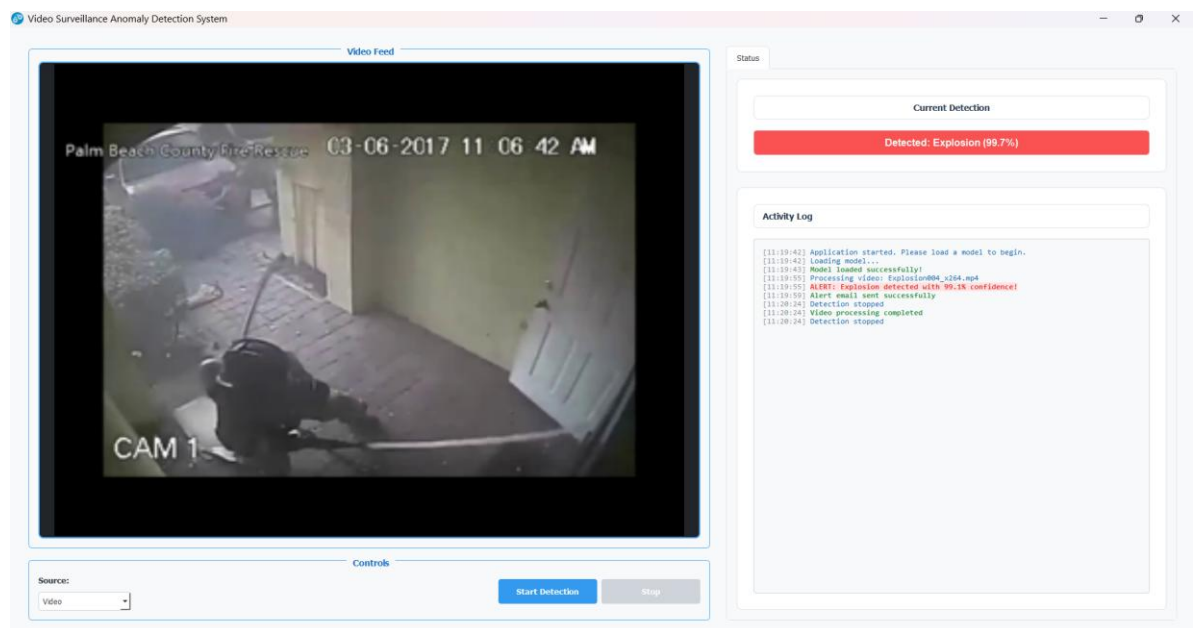 Video Surveillance Anomaly Detection System
Video Feed
Palm Beach County Fire Rescue 03-06-2017 11 06 42 AM
CAM 1
Controls
Source:
Video
Start Detection
Stop
Status
Current Detection
Detected: Explosion (99.7%)
Activity Log
[11:19:42] Application started. Please load a model to begin.
[11:19:42] Loading model...
[11:19:43] Model loaded successfully!
[11:19:55] Processing video: Explosion004_x264.mp4
[11:19:55] ALERT: Explosion detected with 99.1% confidence!
[11:19:59] Alert email sent successfully
[11:20:24] Detection stopped
[11:20:24] Video processing completed
[11:20:24] Detection stopped